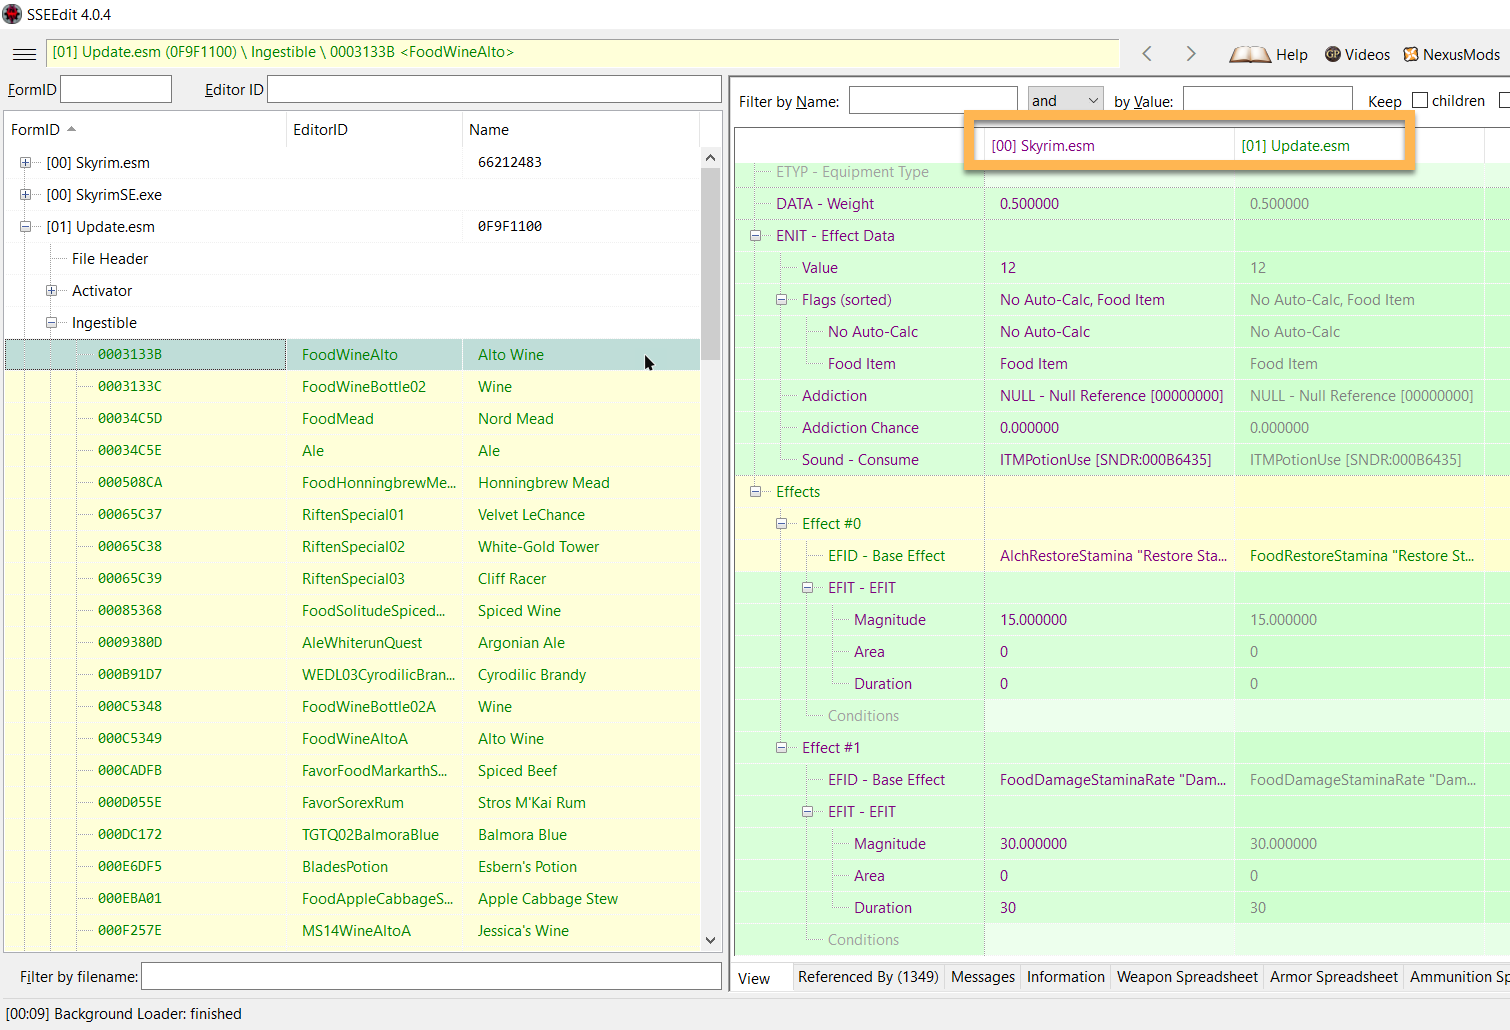 SSEEdit 4.0.4
[01] Update.esm (0F9F1100) \ Ingestible \ 0003133B <FoodWineAlto>
Help Videos NexusMods
FormID Editor ID
FormID EditorID Name
[00] Skyrim.esm 66212483
[00] SkyrimSE.exe
[01] Update.esm 0F9F1100
File Header
Activator
Ingestible
0003133B FoodWineAlto Alto Wine
0003133C FoodWineBottle02 Wine
00034C5D FoodMead Nord Mead
00034C5E Ale Ale
000508CA FoodHonningbrewMe... Honningbrew Mead
00065C37 RiftenSpecial01 Velvet LeChance
00065C38 RiftenSpecial02 White-Gold Tower
00065C39 RiftenSpecial03 Cliff Racer
00085368 FoodSolitudeSpiced... Spiced Wine
0009380D AleWhiterunQuest Argonian Ale
000B91D7 WEDL03CyrodilicBran... Cyrodilic Brandy
000C5348 FoodWineBottle02A Wine
000C5349 FoodWineAltoA Alto Wine
000CADFB FavorFoodMarkarthS... Spiced Beef
000D055E FavorSorexRum Stros M'Kai Rum
000DC172 TGTQ02BalmoraBlue Balmora Blue
000E6DF5 BladesPotion Esbern's Potion
000EBA01 FoodAppleCabbageS... Apple Cabbage Stew
000F257E MS14WineAltoA Jessica's Wine
Filter by filename:
Filter by Name: and by Value: Keep children
[00] Skyrim.esm [01] Update.esm
ETYP - Equipment Type
DATA - Weight 0.500000 0.500000
ENIT - Effect Data
Value 12 12
Flags (sorted) No Auto-Calc, Food Item No Auto-Calc, Food Item
No Auto-Calc No Auto-Calc No Auto-Calc
Food Item Food Item Food Item
Addiction NULL - Null Reference [00000000] NULL - Null Reference [00000000]
Addiction Chance 0.000000 0.000000
Sound - Consume ITMPotionUse [SNDR:000B6435] ITMPotionUse [SNDR:000B6435]
Effects
Effect #0
EFID - Base Effect AlchRestoreStamina "Restore Sta... FoodRestoreStamina "Restore St...
EFIT - EFIT
Magnitude 15.000000 15.000000
Area 0 0
Duration 0 0
Conditions
Effect #1
EFID - Base Effect FoodDamageStaminaRate "Dam... FoodDamageStaminaRate "Dam...
EFIT - EFIT
Magnitude 30.000000 30.000000
Area 0 0
Duration 30 30
Conditions
View Referenced By (1349) Messages Information Weapon Spreadsheet Armor Spreadsheet Ammunition Sp
[00:09] Background Loader: finished